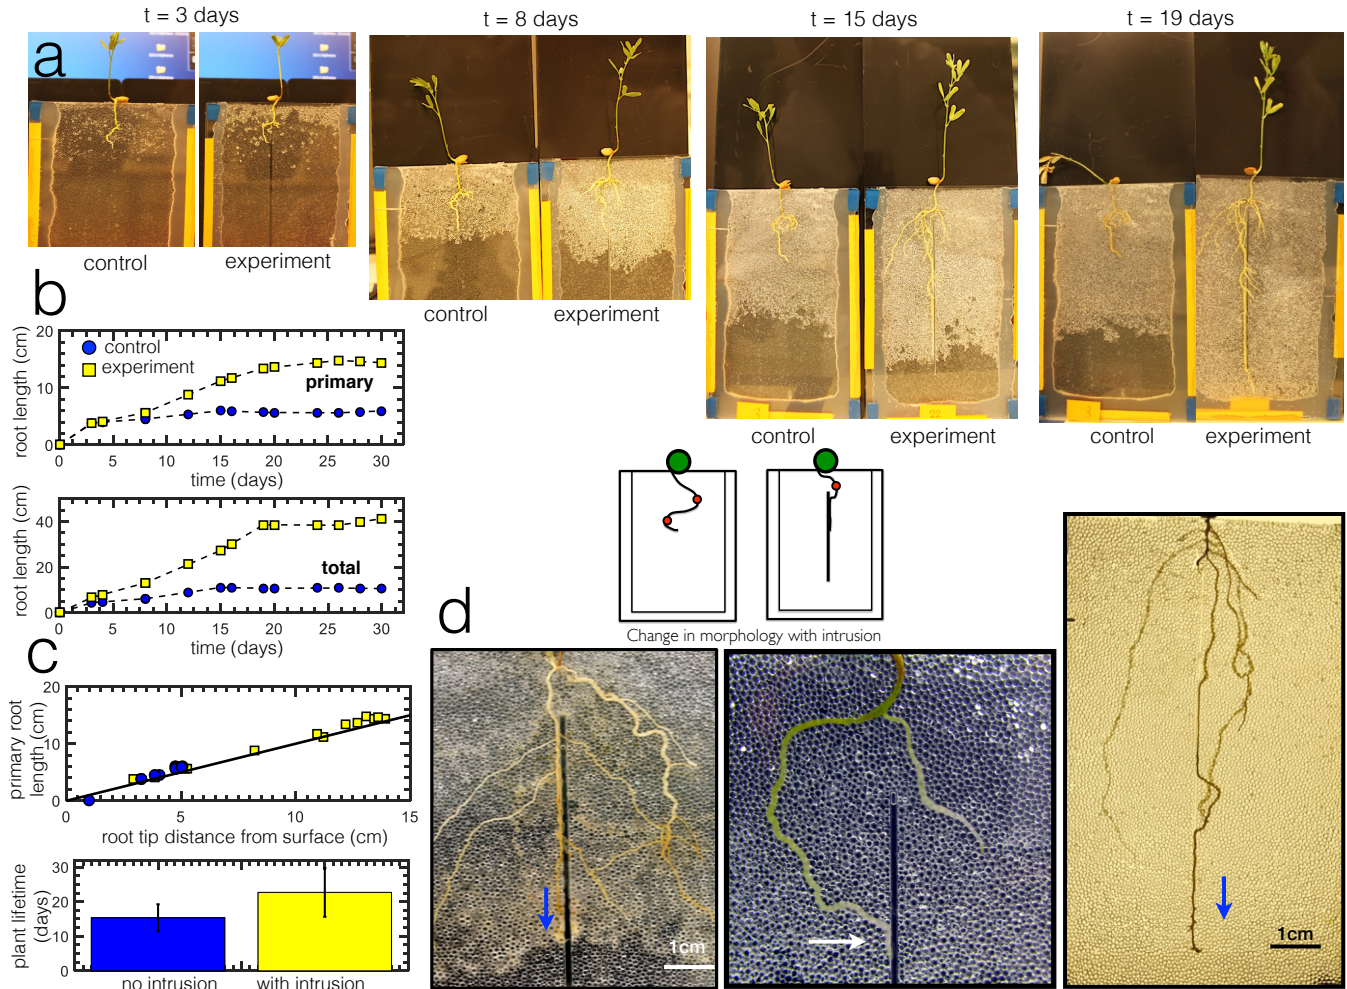 t = 3 days
t = 8 days
t = 15 days
t = 19 days
a
control
experiment
control
experiment
3
22
3
control
experiment
control
experiment
b
root length (cm)
20
10
0
control
experiment
primary
0 5 10 15 20 25 30
time (days)
root length (cm)
40
20
0
total
0 5 10 15 20 25 30
time (days)
c
primary root
length (cm)
20
10
0
0 5 10 15
root tip distance from surface (cm)
plant lifetime
(days)
30
20
10
0
no intrusion
with intrusion
Change in morphology with intrusion
d
1cm
1cm